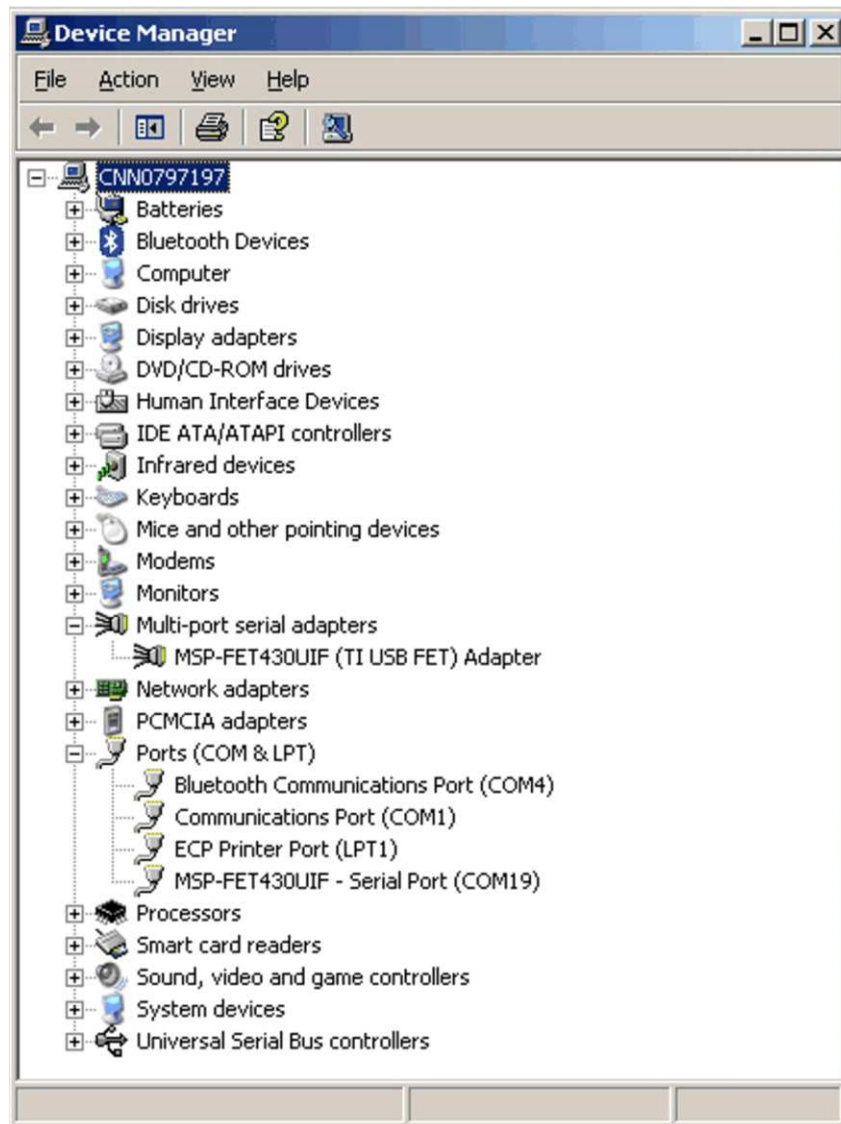 Device Manager
File Action View Help
CNN0797197
Batteries
Bluetooth Devices
Computer
Disk drives
Display adapters
DVD/CD-ROM drives
Human Interface Devices
IDE ATA/ATAPI controllers
Infrared devices
Keyboards
Mice and other pointing devices
Modems
Monitors
Multi-port serial adapters
MSP-FET430UIF (TI USB FET) Adapter
Network adapters
PCMCIA adapters
Ports (COM & LPT)
Bluetooth Communications Port (COM4)
Communications Port (COM1)
ECP Printer Port (LPT1)
MSP-FET430UIF - Serial Port (COM19)
Processors
Smart card readers
Sound, video and game controllers
System devices
Universal Serial Bus controllers